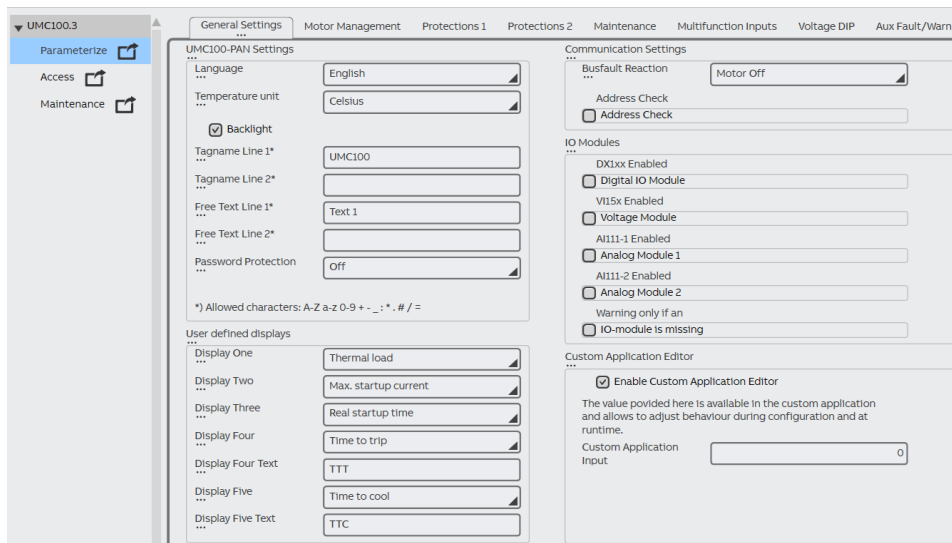 UMC100.3
Parameterize
Access
Maintenance
General Settings
Motor Management
Protections 1
Protections 2
Maintenance
Multifunction Inputs
Voltage DIP
Aux Fault/Warn
UMC100-PAN Settings
Language
English
Temperature unit
Celsius
Backlight
Tagname Line 1*
UMC100
Tagname Line 2*
Free Text Line 1*
Text 1
Free Text Line 2*
Password Protection
Off
*) Allowed characters: A-Z a-z 0-9 + - _ : * . # / =
User defined displays
Display One
Thermal load
Display Two
Max. startup current
Display Three
Real startup time
Display Four
Time to trip
Display Four Text
TTT
Display Five
Time to cool
Display Five Text
TTC
Communication Settings
Busfault Reaction
Motor Off
Address Check
Address Check
IO Modules
DX1xx Enabled
Digital IO Module
VI15x Enabled
Voltage Module
AI111-1 Enabled
Analog Module 1
AI111-2 Enabled
Analog Module 2
Warning only if an
IO-module is missing
Custom Application Editor
Enable Custom Application Editor
The value povided here is available in the custom application
and allows to adjust behaviour during configuration and at
runtime.
Custom Application
Input
0